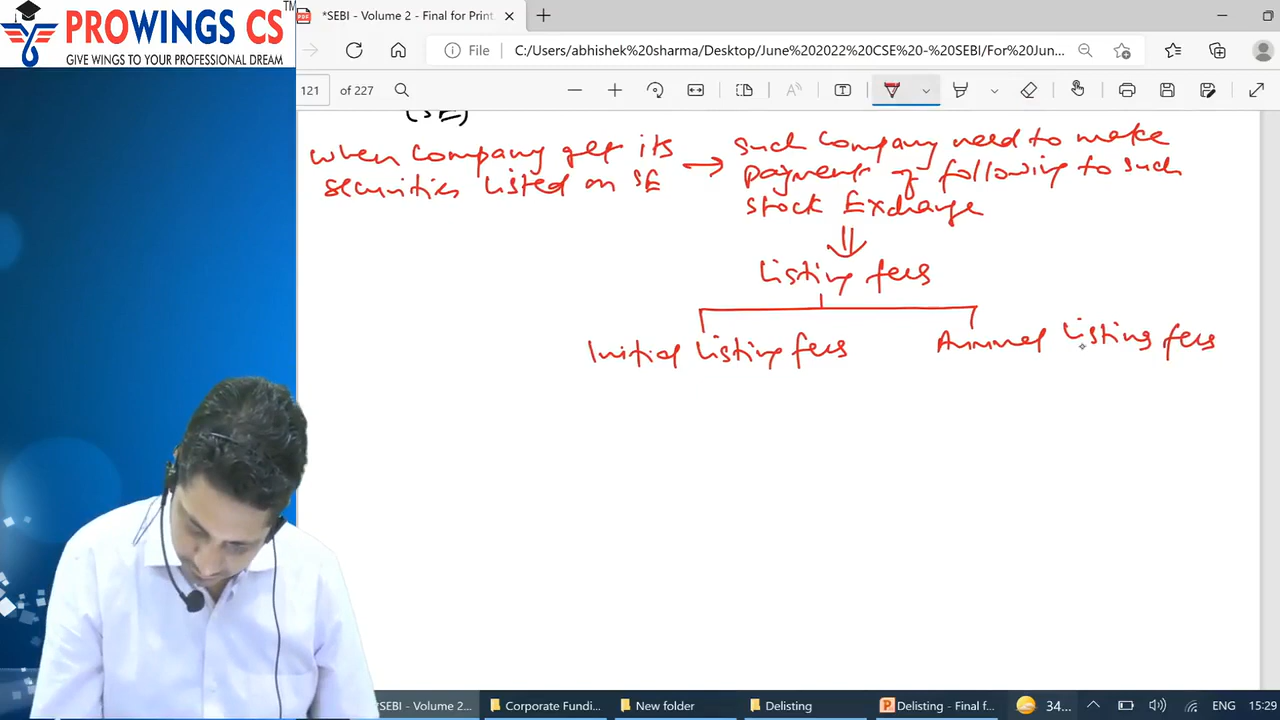 TM
PROWINGS CS
GIVE WINGS TO YOUR PROFESSIONAL DREAM
*SEBI - Volume 2 - Final for Print
File
C:/Users/abhishek%20sharma/Desktop/June%202022%20CSE%20-%20SEBI/For%20Jun...
121 of 227
(SE)
when Company get its
securities listed on SE
such Company need to make
payment of following to such
stock Exchange
Listing fees
Initial Listing fees
Annual Listing fees
*SEBI - Volume 2...
Corporate Fundi...
New folder
Delisting
Delisting - Final f...
34...
ENG
15:29